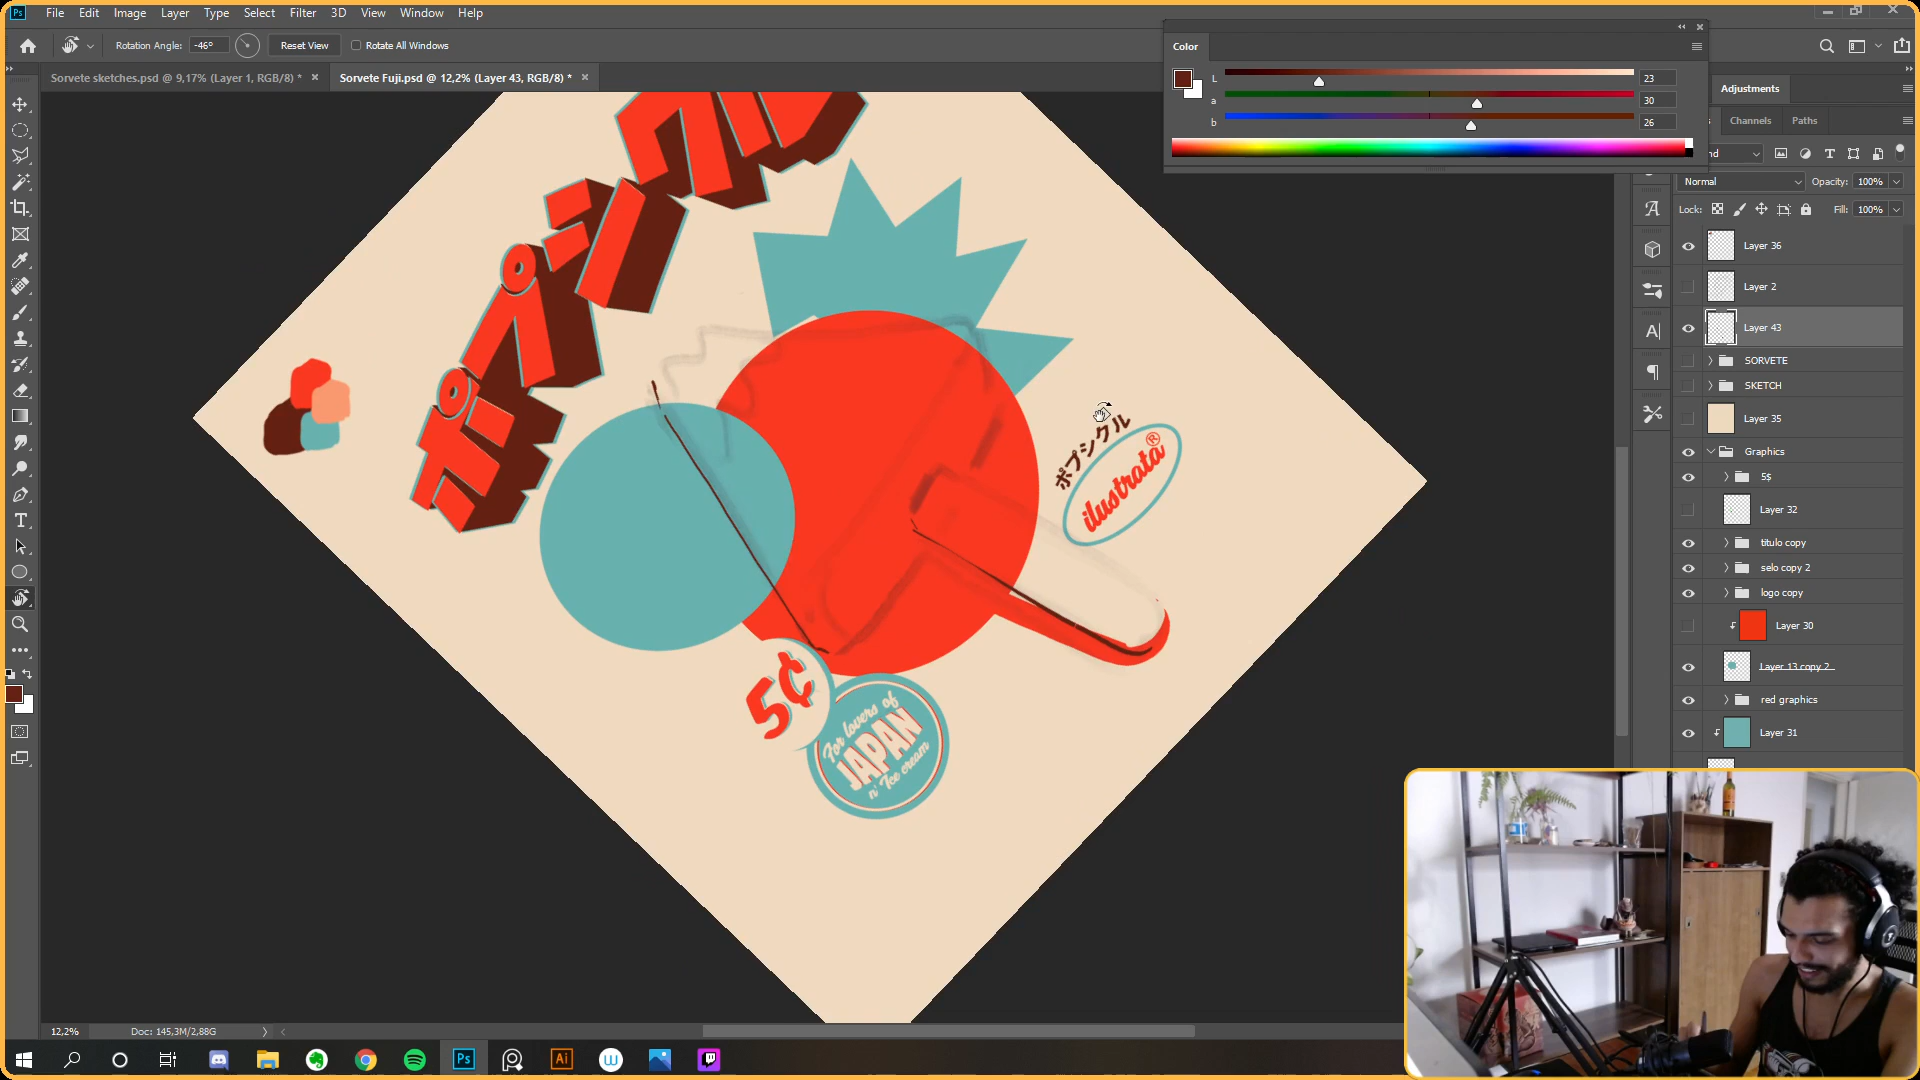 Ps File Edit Image Layer Type Select Filter 3D View Window Help
Rotation Angle: -46° Reset View Rotate All Windows
Sorvete sketches.psd @ 9,17% (Layer 1, RGB/8) * ×
Sorvete Fuji.psd @ 12,2% (Layer 43, RGB/8) * ×
Color
L 23
a 30
b 26
Adjustments
Channels Paths
nd
Normal Opacity: 100%
Lock: Fill: 100%
Layer 36
Layer 2
Layer 43
SORVETE
SKETCH
Layer 35
Graphics
5$
Layer 32
titulo copy
selo copy 2
logo copy
Layer 30
Layer 13 copy 2
red graphics
Layer 31
ポプシクル
ilustrata®
5¢
For lovers of
JAPAN
n' Ice cream
12,2% Doc: 145,3M/2,88G
Ps Ai